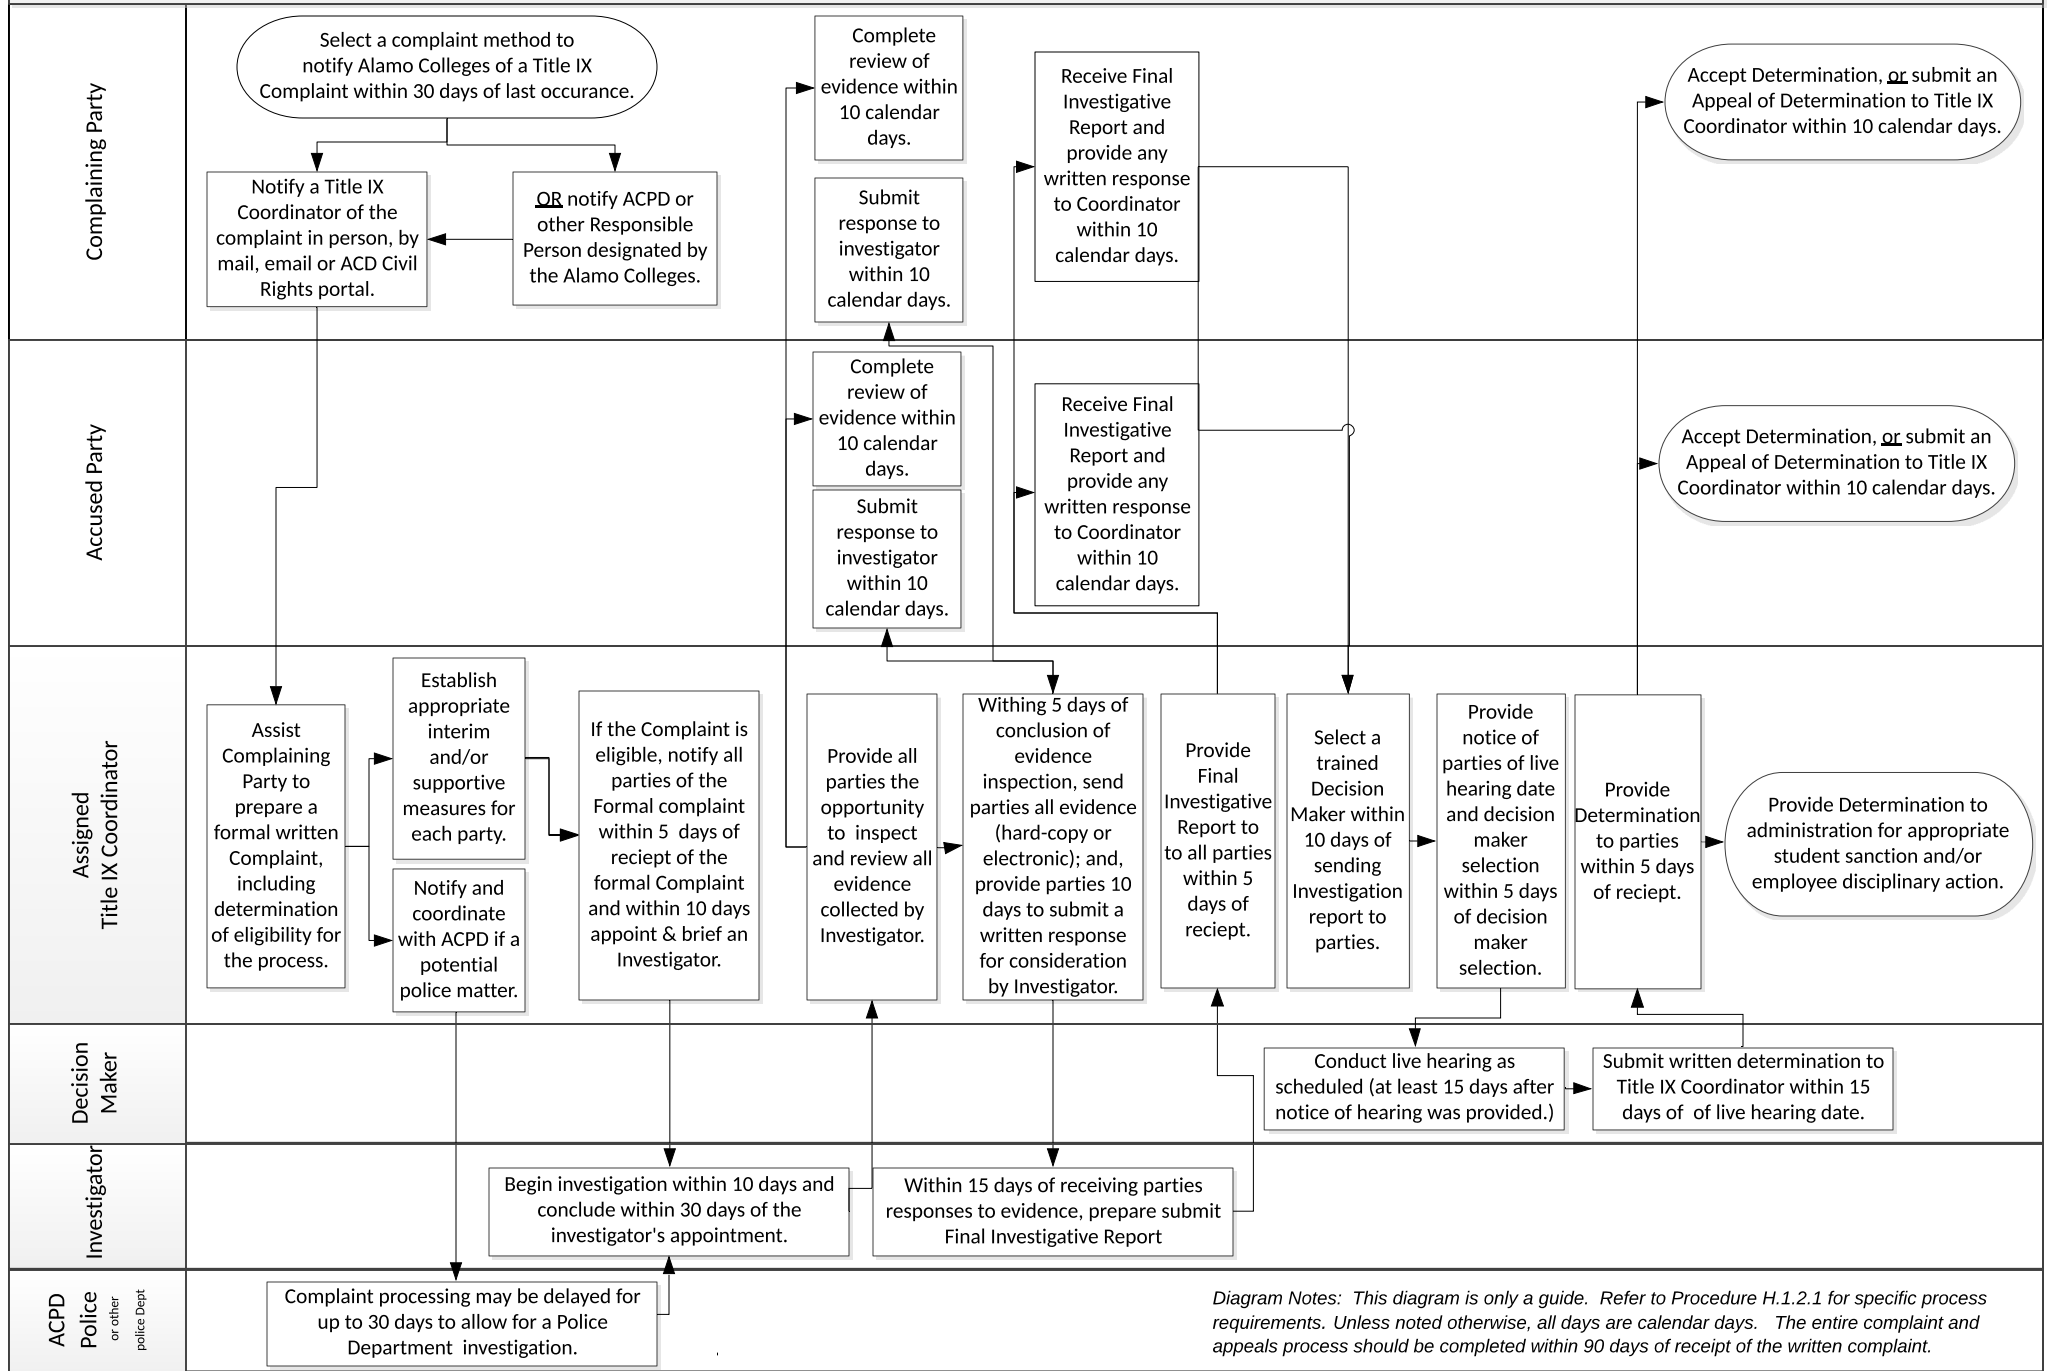 Complaining Party
Select a complaint method to
notify Alamo Colleges of a Title IX
Complaint within 30 days of last occurance.
Notify a Title IX
Coordinator of the
complaint in person, by
mail, email or ACD Civil
Rights portal.
OR notify ACPD or
other Responsible
Person designated by
the Alamo Colleges.
Complete
review of
evidence within
10 calendar
days.
Submit
response to
investigator
within 10
calendar days.
Receive Final
Investigative
Report and
provide any
written response
to Coordinator
within 10
calendar days.
Accept Determination, or submit an
Appeal of Determination to Title IX
Coordinator within 10 calendar days.
Accused Party
Complete
review of
evidence within
10 calendar
days.
Submit
response to
investigator
within 10
calendar days.
Receive Final
Investigative
Report and
provide any
written response
to Coordinator
within 10
calendar days.
Accept Determination, or submit an
Appeal of Determination to Title IX
Coordinator within 10 calendar days.
Assigned
Title IX Coordinator
Assist
Complaining
Party to
prepare a
formal written
Complaint,
including
determination
of eligibility for
the process.
Establish
appropriate
interim
and/or
supportive
measures for
each party.
Notify and
coordinate
with ACPD if a
potential
police matter.
If the Complaint is
eligible, notify all
parties of the
Formal complaint
within 5 days of
reciept of the
formal Complaint
and within 10 days
appoint & brief an
Investigator.
Provide all
parties the
opportunity
to inspect
and review all
evidence
collected by
Investigator.
Withing 5 days of
conclusion of
evidence
inspection, send
parties all evidence
(hard-copy or
electronic); and,
provide parties 10
days to submit a
written response
for consideration
by Investigator.
Provide
Final
Investigative
Report to
to all parties
within 5
days of
reciept.
Select a
trained
Decision
Maker within
10 days of
sending
Investigation
report to
parties.
Provide
notice of
parties of live
hearing date
and decision
maker
selection
within 5 days
of decision
maker
selection.
Provide
Determination
to parties
within 5 days
of reciept.
Provide Determination to
administration for appropriate
student sanction and/or
employee disciplinary action.
Decision
Maker
Conduct live hearing as
scheduled (at least 15 days after
notice of hearing was provided.)
Submit written determination to
Title IX Coordinator within 15
days of of live hearing date.
Investigator
Begin investigation within 10 days and
conclude within 30 days of the
investigator's appointment.
Within 15 days of receiving parties
responses to evidence, prepare submit
Final Investigative Report
ACPD
Police
or other
police Dept
Complaint processing may be delayed for
up to 30 days to allow for a Police
Department investigation.
Diagram Notes: This diagram is only a guide. Refer to Procedure H.1.2.1 for specific process
requirements. Unless noted otherwise, all days are calendar days. The entire complaint and
appeals process should be completed within 90 days of receipt of the written complaint.